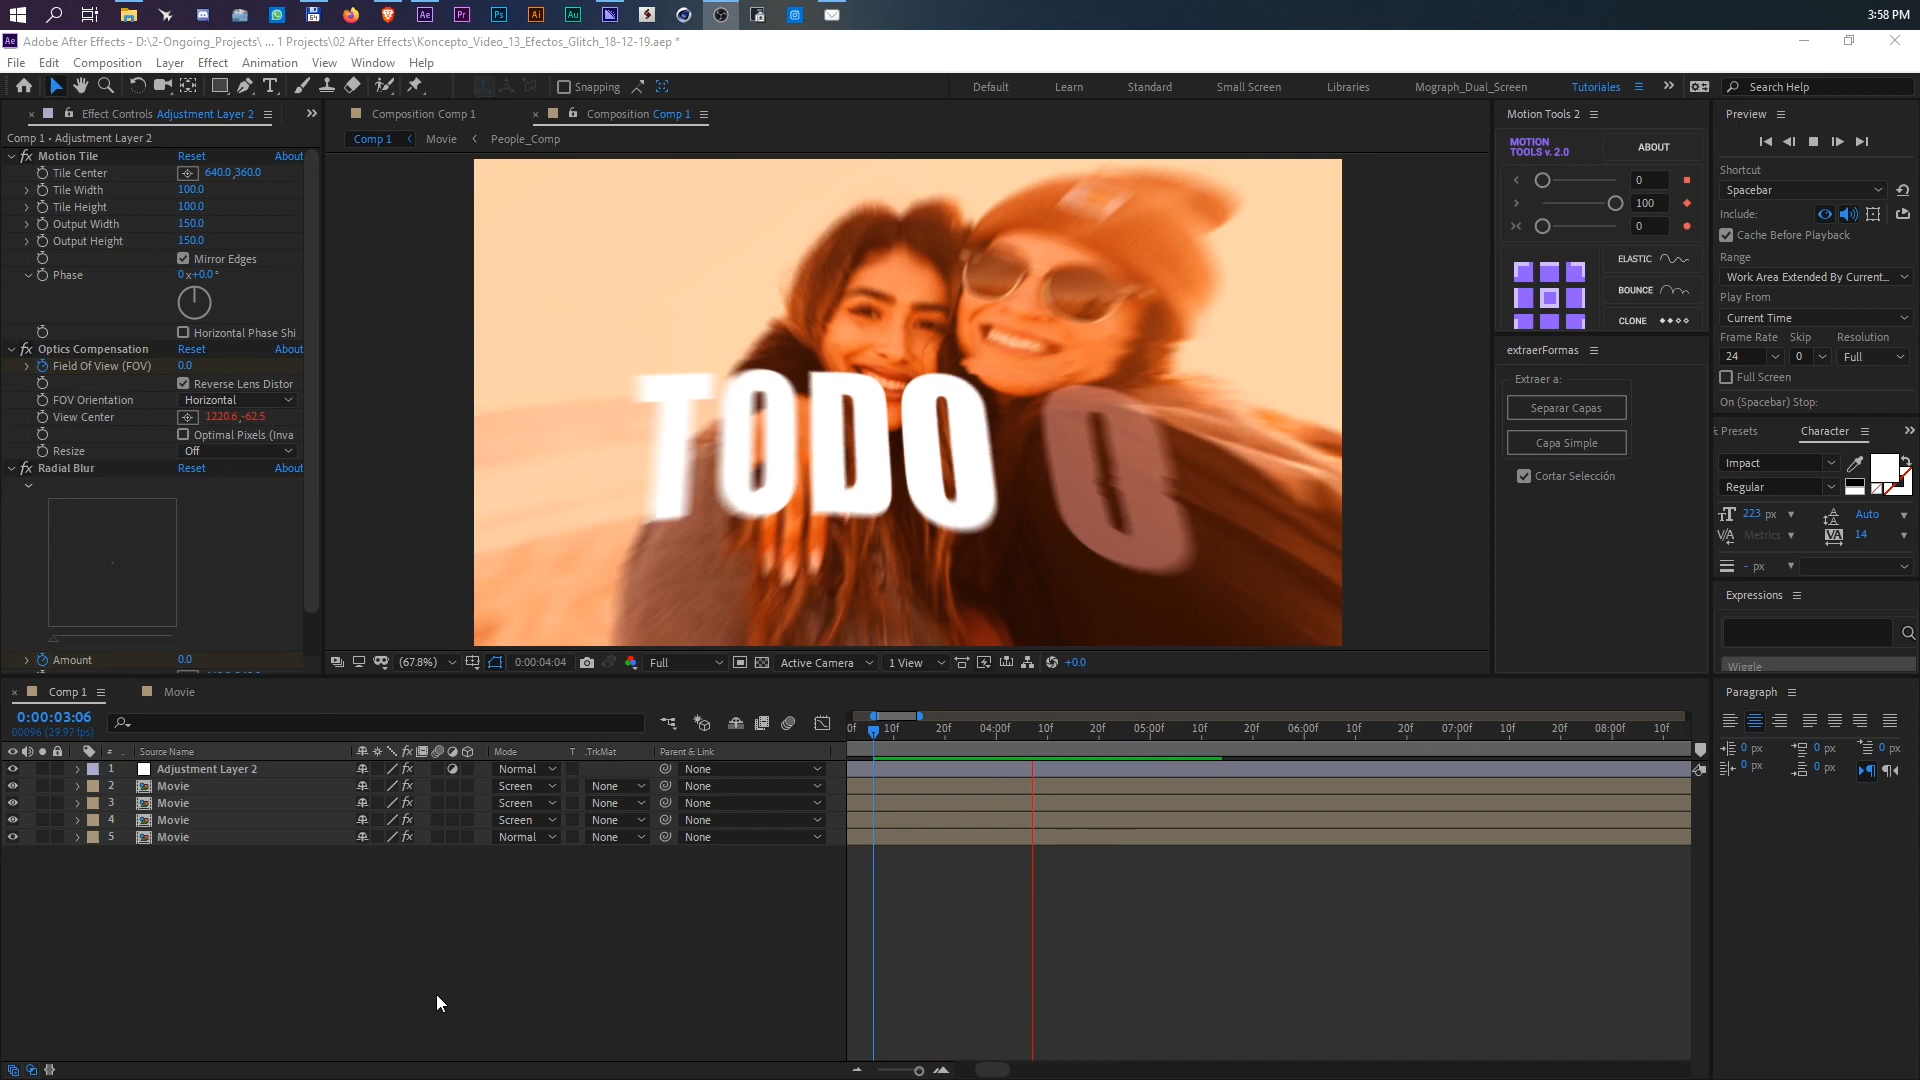 3:58 PM
Adobe After Effects - D:\2-Ongoing_Projects\ ... 1 Projects\02 After Effects\Koncepto_Video_13_Efectos_Glitch_18-12-19.aep *
File Edit Composition Layer Effect Animation View Window Help
Snapping
Default Learn Standard Small Screen Libraries Mograph_Dual_Screen Tutoriales Search Help
Effect Controls Adjustment Layer 2
Comp 1 • Adjustment Layer 2
Motion Tile Reset About
Tile Center 640.0,360.0
Tile Width 100.0
Tile Height 100.0
Output Width 150.0
Output Height 150.0
Mirror Edges
Phase 0x+0.0°
Horizontal Phase Shi
Optics Compensation Reset About
Field Of View (FOV) 0.0
Reverse Lens Distor
FOV Orientation Horizontal
View Center 1220.6,-62.5
Optimal Pixels (Inva
Resize Off
Radial Blur Reset About
Amount 0.0
Composition Comp 1
Composition Comp 1
Comp 1 Movie People_Comp
TODO O
(67.8%) 0:00:04:04 Full Active Camera 1 View +0.0
Motion Tools 2
MOTION TOOLS v. 2.0
ABOUT
0
100
0
ELASTIC
BOUNCE
CLONE
extraerFormas
Extraer a:
Separar Capas
Capa Simple
Cortar Selección
Preview
Shortcut
Spacebar
Include:
Cache Before Playback
Range
Work Area Extended By Current...
Play From
Current Time
Frame Rate Skip Resolution
24 0 Full
Full Screen
On (Spacebar) Stop:
Presets Character
Impact
Regular
223 px Auto
Metrics 14
- px
Expressions
Wiggle
Paragraph
0 px 0 px 0 px
0 px 0 px
Comp 1 Movie
0:00:03:06
00096 (29.97 fps)
0f 10f 20f 04:00f 10f 20f 05:00f 10f 20f 06:00f 10f 20f 07:00f 10f 20f 08:00f 10f
# Source Name Mode T .TrkMat Parent & Link
1 Adjustment Layer 2 Normal None
2 Movie Screen None None
3 Movie Screen None None
4 Movie Screen None None
5 Movie Normal None None